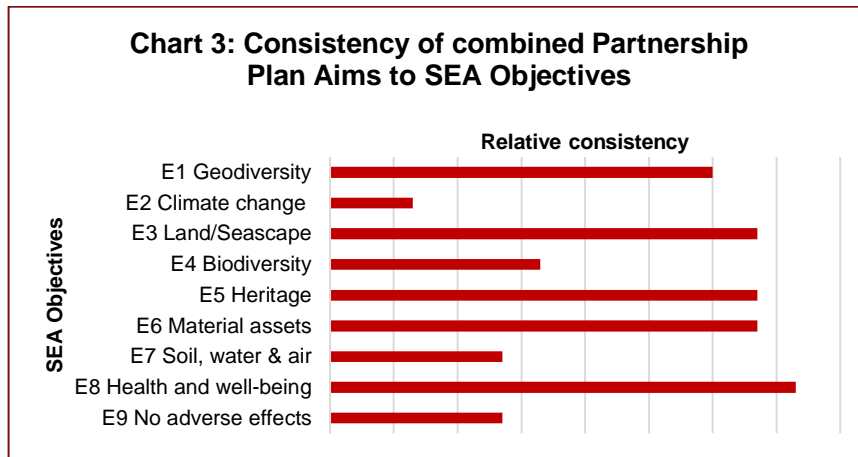 Chart 3: Consistency of combined Partnership
Plan Aims to SEA Objectives
Relative consistency
SEA Objectives
E1 Geodiversity
E2 Climate change
E3 Land/Seascape
E4 Biodiversity
E5 Heritage
E6 Material assets
E7 Soil, water & air
E8 Health and well-being
E9 No adverse effects